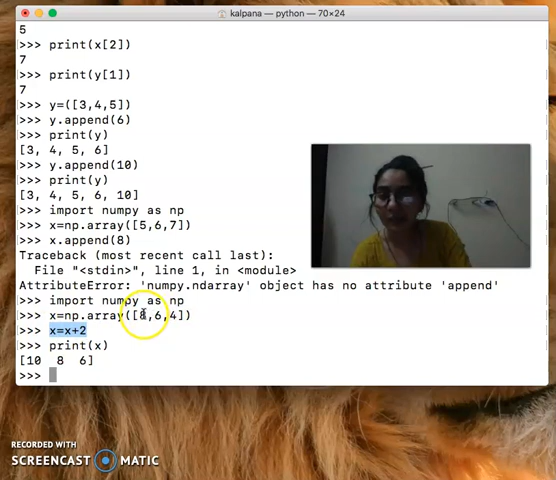 kalpana — python — 70×24
5
>>> print(x[2])
7
>>> print(y[1])
7
>>> y=([3,4,5])
>>> y.append(6)
>>> print(y)
[3, 4, 5, 6]
>>> y.append(10)
>>> print(y)
[3, 4, 5, 6, 10]
>>> import numpy as np
>>> x=np.array([5,6,7])
>>> x.append(8)
Traceback (most recent call last):
  File "<stdin>", line 1, in <module>
AttributeError: 'numpy.ndarray' object has no attribute 'append'
>>> import numpy as np
>>> x=np.array([8,6,4])
>>> x=x+2
>>> print(x)
[10  8  6]
>>>
RECORDED WITH
SCREENCAST MATIC